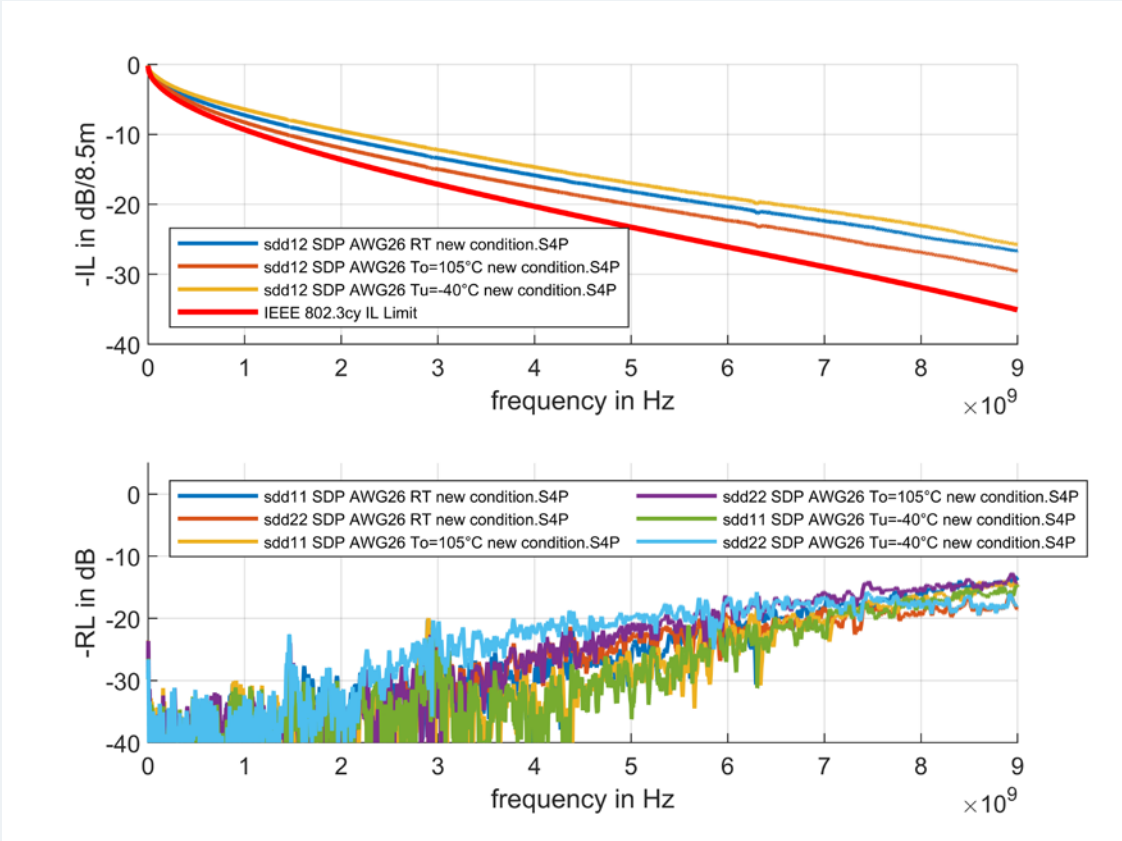 0
-10
-20
-30
-40
-IL in dB/8.5m
sdd12 SDP AWG26 RT new condition.S4P
sdd12 SDP AWG26 To=105°C new condition.S4P
sdd12 SDP AWG26 Tu=-40°C new condition.S4P
IEEE 802.3cy IL Limit
0 1 2 3 4 5 6 7 8 9
frequency in Hz
×10⁹
0
-10
-20
-30
-40
-RL in dB
sdd11 SDP AWG26 RT new condition.S4P
sdd22 SDP AWG26 RT new condition.S4P
sdd11 SDP AWG26 To=105°C new condition.S4P
sdd22 SDP AWG26 To=105°C new condition.S4P
sdd11 SDP AWG26 Tu=-40°C new condition.S4P
sdd22 SDP AWG26 Tu=-40°C new condition.S4P
0 1 2 3 4 5 6 7 8 9
frequency in Hz
×10⁹